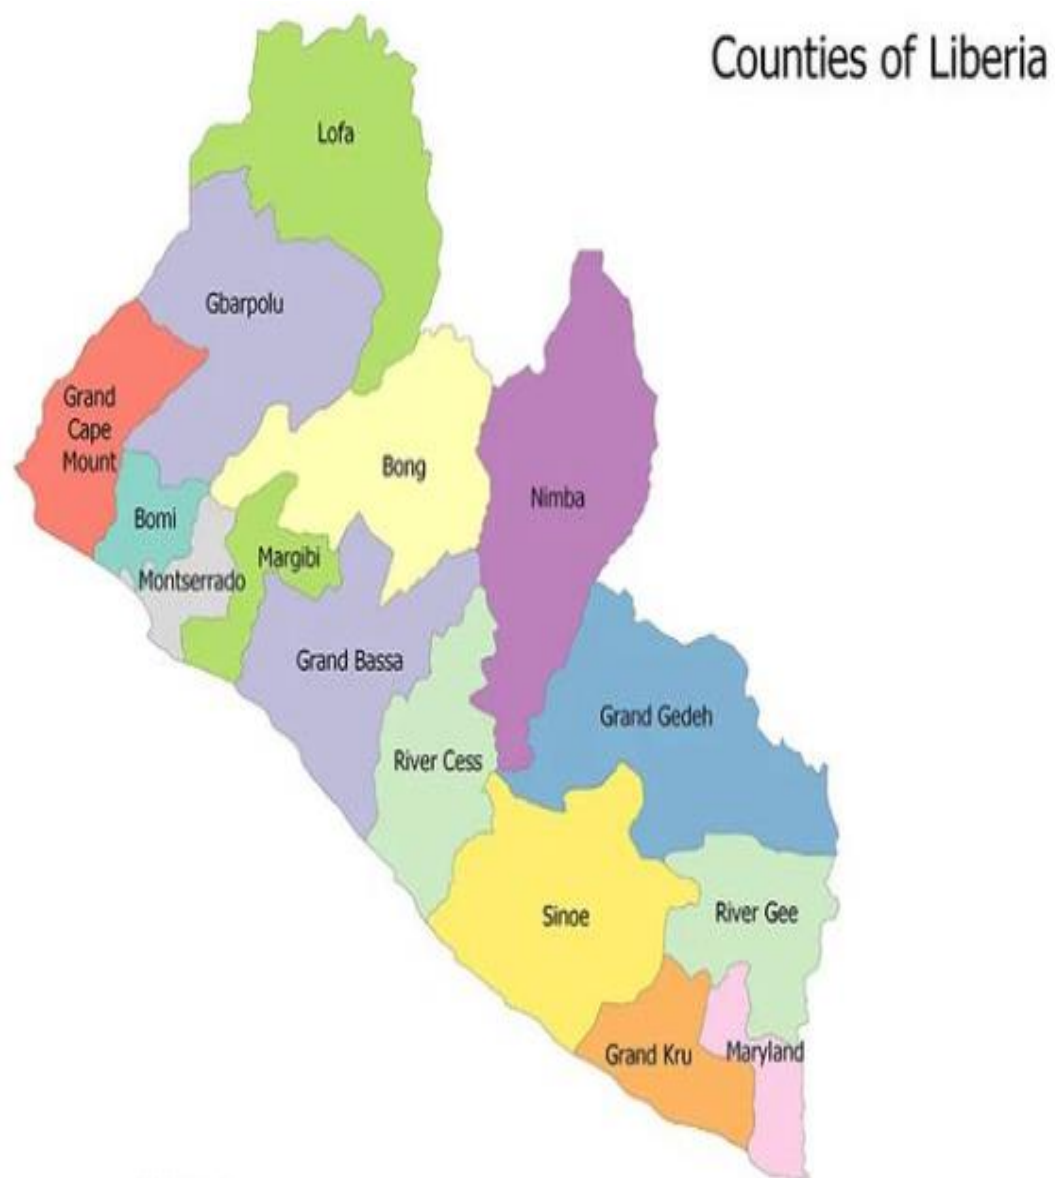 Counties of Liberia
Lofa
Gbarpolu
Grand
Cape
Mount
Bong
Nimba
Bomi
Margibi
Montserrado
Grand Bassa
Grand Gedeh
River Cess
Sinoe
River Gee
Grand Kru
Maryland